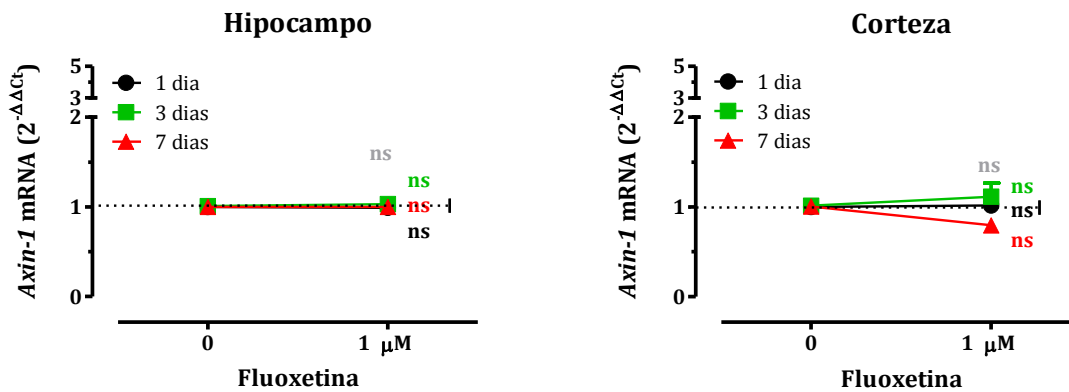 Hipocampo
Axin-1 mRNA (2^-ΔΔCt)
5
3
2
1
0
1 dia
3 dias
7 dias
ns
ns
ns
ns
0
1 μM
Fluoxetina
Corteza
Axin-1 mRNA (2^-ΔΔCt)
5
3
2
1
0
1 dia
3 dias
7 dias
ns
ns
ns
ns
0
1 μM
Fluoxetina